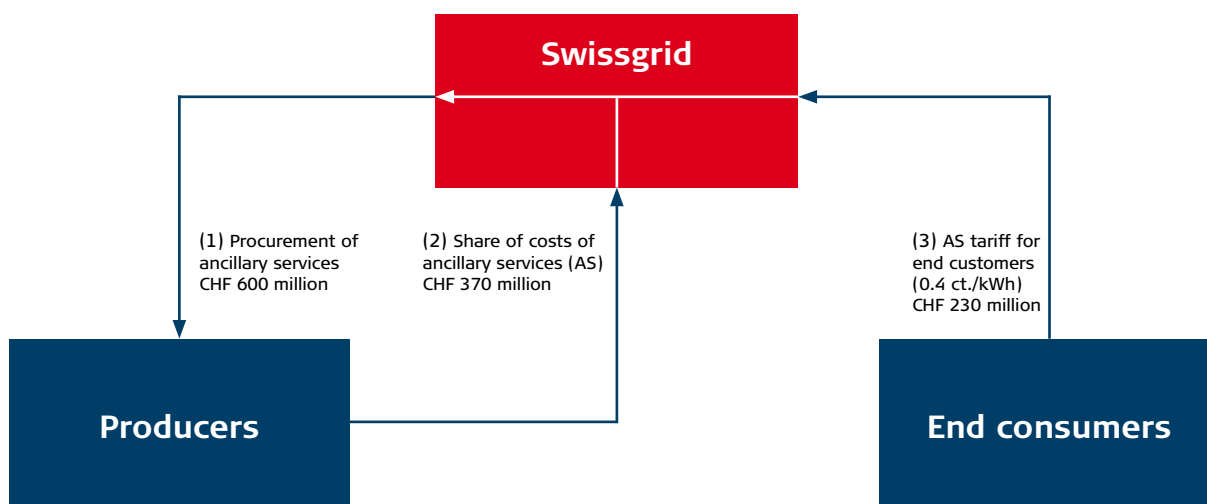 Swissgrid
(1) Procurement of
ancillary services
CHF 600 million
(2) Share of costs of
ancillary services (AS)
CHF 370 million
(3) AS tariff for
end customers
(0.4 ct./kWh)
CHF 230 million
Producers
End consumers